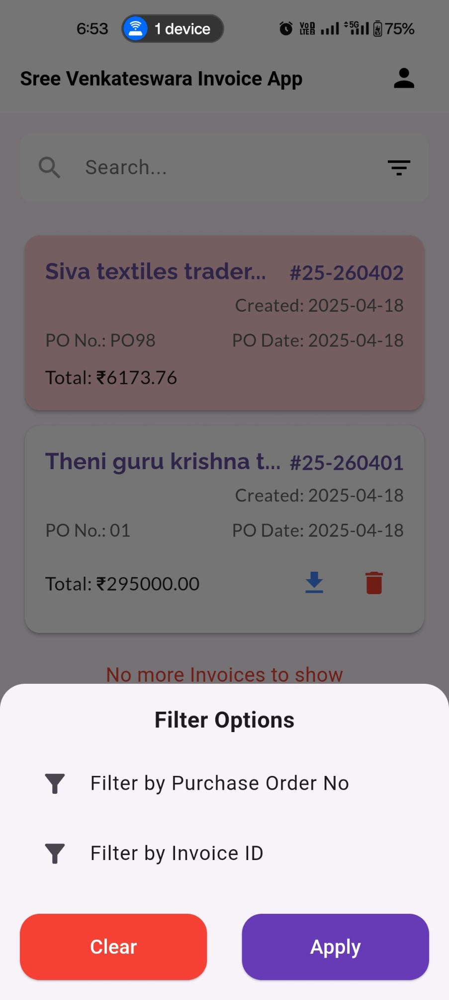 6:53 1 device VoD LTE2 5G 75%
Sree Venkateswara Invoice App
Search...
Siva textiles trader... #25-260402
Created: 2025-04-18
PO No.: PO98 PO Date: 2025-04-18
Total: ₹6173.76
Theni guru krishna t... #25-260401
Created: 2025-04-18
PO No.: 01 PO Date: 2025-04-18
Total: ₹295000.00
No more Invoices to show
Filter Options
Filter by Purchase Order No
Filter by Invoice ID
Clear Apply